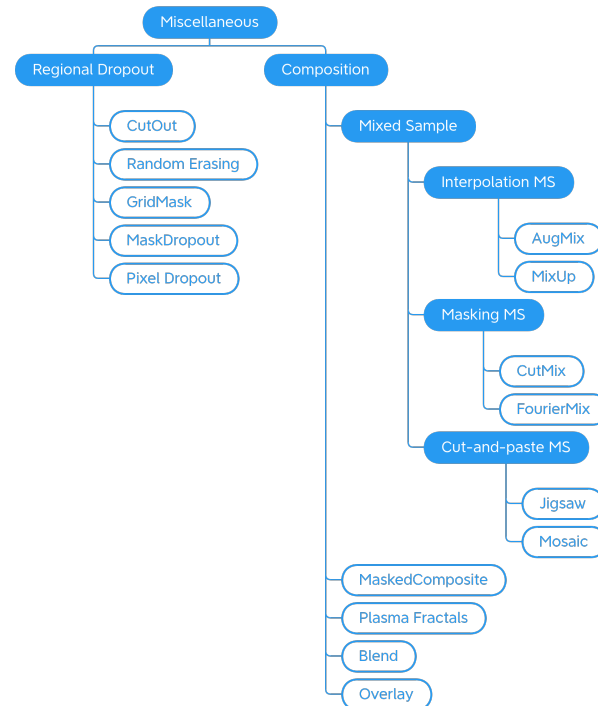 Miscellaneous
Regional Dropout
Composition
CutOut
Random Erasing
GridMask
MaskDropout
Pixel Dropout
Mixed Sample
Interpolation MS
AugMix
MixUp
Masking MS
CutMix
FourierMix
Cut-and-paste MS
Jigsaw
Mosaic
MaskedComposite
Plasma Fractals
Blend
Overlay